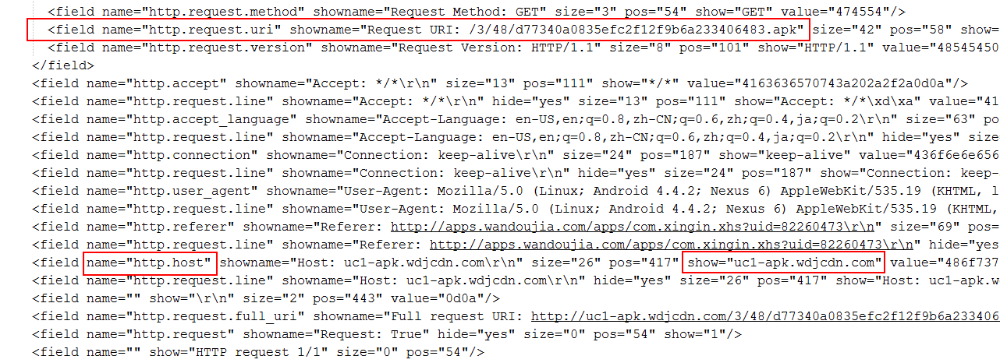 <field name="http.request.method" showname="Request Method: GET" size="3" pos="54" show="GET" value="474554"/>
<field name="http.request.uri" showname="Request URI: /3/48/d77340a0835efc2f12f9b6a233406483.apk" size="42" pos="58" show=
<field name="http.request.version" showname="Request Version: HTTP/1.1" size="8" pos="101" show="HTTP/1.1" value="48545450
</field>
<field name="http.accept" showname="Accept: */*\r\n" size="13" pos="111" show="*/*" value="4163636570743a202a2f2a0d0a"/>
<field name="http.request.line" showname="Accept: */*\r\n" hide="yes" size="13" pos="111" show="Accept: */*\xd\xa" value="41
<field name="http.accept_language" showname="Accept-Language: en-US,en;q=0.8,zh-CN;q=0.6,zh;q=0.4,ja;q=0.2\r\n" size="63" po
<field name="http.request.line" showname="Accept-Language: en-US,en;q=0.8,zh-CN;q=0.6,zh;q=0.4,ja;q=0.2\r\n" hide="yes" size
<field name="http.connection" showname="Connection: keep-alive\r\n" size="24" pos="187" show="keep-alive" value="436f6e6e656
<field name="http.request.line" showname="Connection: keep-alive\r\n" hide="yes" size="24" pos="187" show="Connection: keep-
<field name="http.user_agent" showname="User-Agent: Mozilla/5.0 (Linux; Android 4.4.2; Nexus 6) AppleWebKit/535.19 (KHTML, l
<field name="http.request.line" showname="User-Agent: Mozilla/5.0 (Linux; Android 4.4.2; Nexus 6) AppleWebKit/535.19 (KHTML,
<field name="http.referer" showname="Referer: http://apps.wandoujia.com/apps/com.xingin.xhs?uid=82260473\r\n" size="69" pos=
<field name="http.request.line" showname="Referer: http://apps.wandoujia.com/apps/com.xingin.xhs?uid=82260473\r\n" hide="yes
<field name="http.host" showname="Host: uc1-apk.wdjcdn.com\r\n" size="26" pos="417" show="uc1-apk.wdjcdn.com" value="486f737
<field name="http.request.line" showname="Host: uc1-apk.wdjcdn.com\r\n" hide="yes" size="26" pos="417" show="Host: uc1-apk.w
<field name="" show="\r\n" size="2" pos="443" value="0d0a"/>
<field name="http.request.full_uri" showname="Full request URI: http://uc1-apk.wdjcdn.com/3/48/d77340a0835efc2f12f9b6a233406
<field name="http.request" showname="Request: True" hide="yes" size="0" pos="54" show="1"/>
<field name="" show="HTTP request 1/1" size="0" pos="54"/>